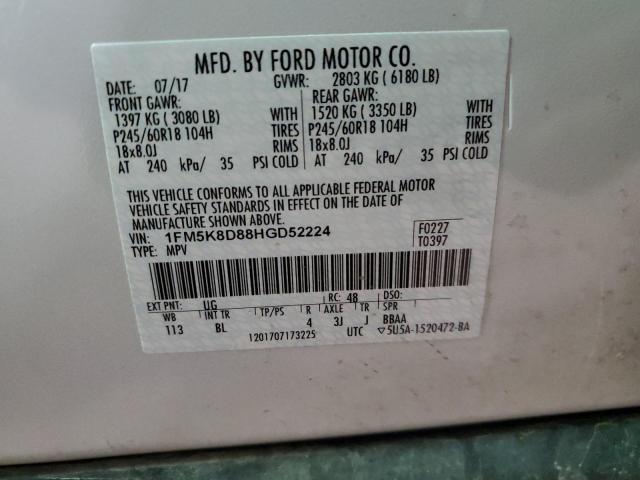 MFD. BY FORD MOTOR CO.
DATE: 07/17 GVWR: 2803 KG ( 6180 LB)
FRONT GAWR: REAR GAWR:
1397 KG ( 3080 LB) WITH 1520 KG ( 3350 LB) WITH
P245/60R18 104H TIRES P245/60R18 104H TIRES
18x8.0J RIMS 18x8.0J RIMS
AT 240 kPa/ 35 PSI COLD AT 240 kPa/ 35 PSI COLD
THIS VEHICLE CONFORMS TO ALL APPLICABLE FEDERAL MOTOR
VEHICLE SAFETY STANDARDS IN EFFECT ON THE DATE OF
MANUFACTURE SHOWN ABOVE.
VIN: 1FM5K8D88HGD52224 F0227
TYPE: MPV T0397
EXT PNT: UG RC: 48 DSO:
WB INT TR TP/PS R AXLE TR SPR
113 BL 4 3J J BBAA
1201707173225 UTC ▽5U5A-1520472-BA